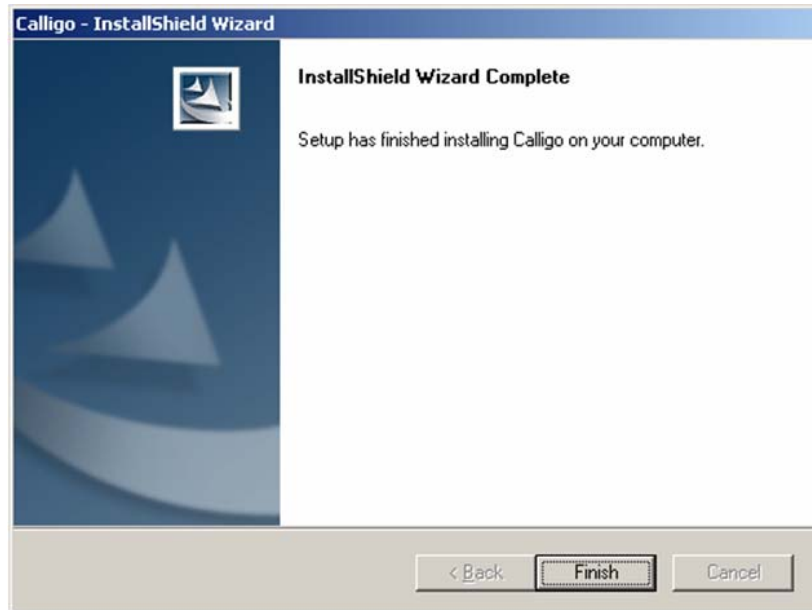 Calligo - InstallShield Wizard
InstallShield Wizard Complete
Setup has finished installing Calligo on your computer.
< Back
Finish
Cancel